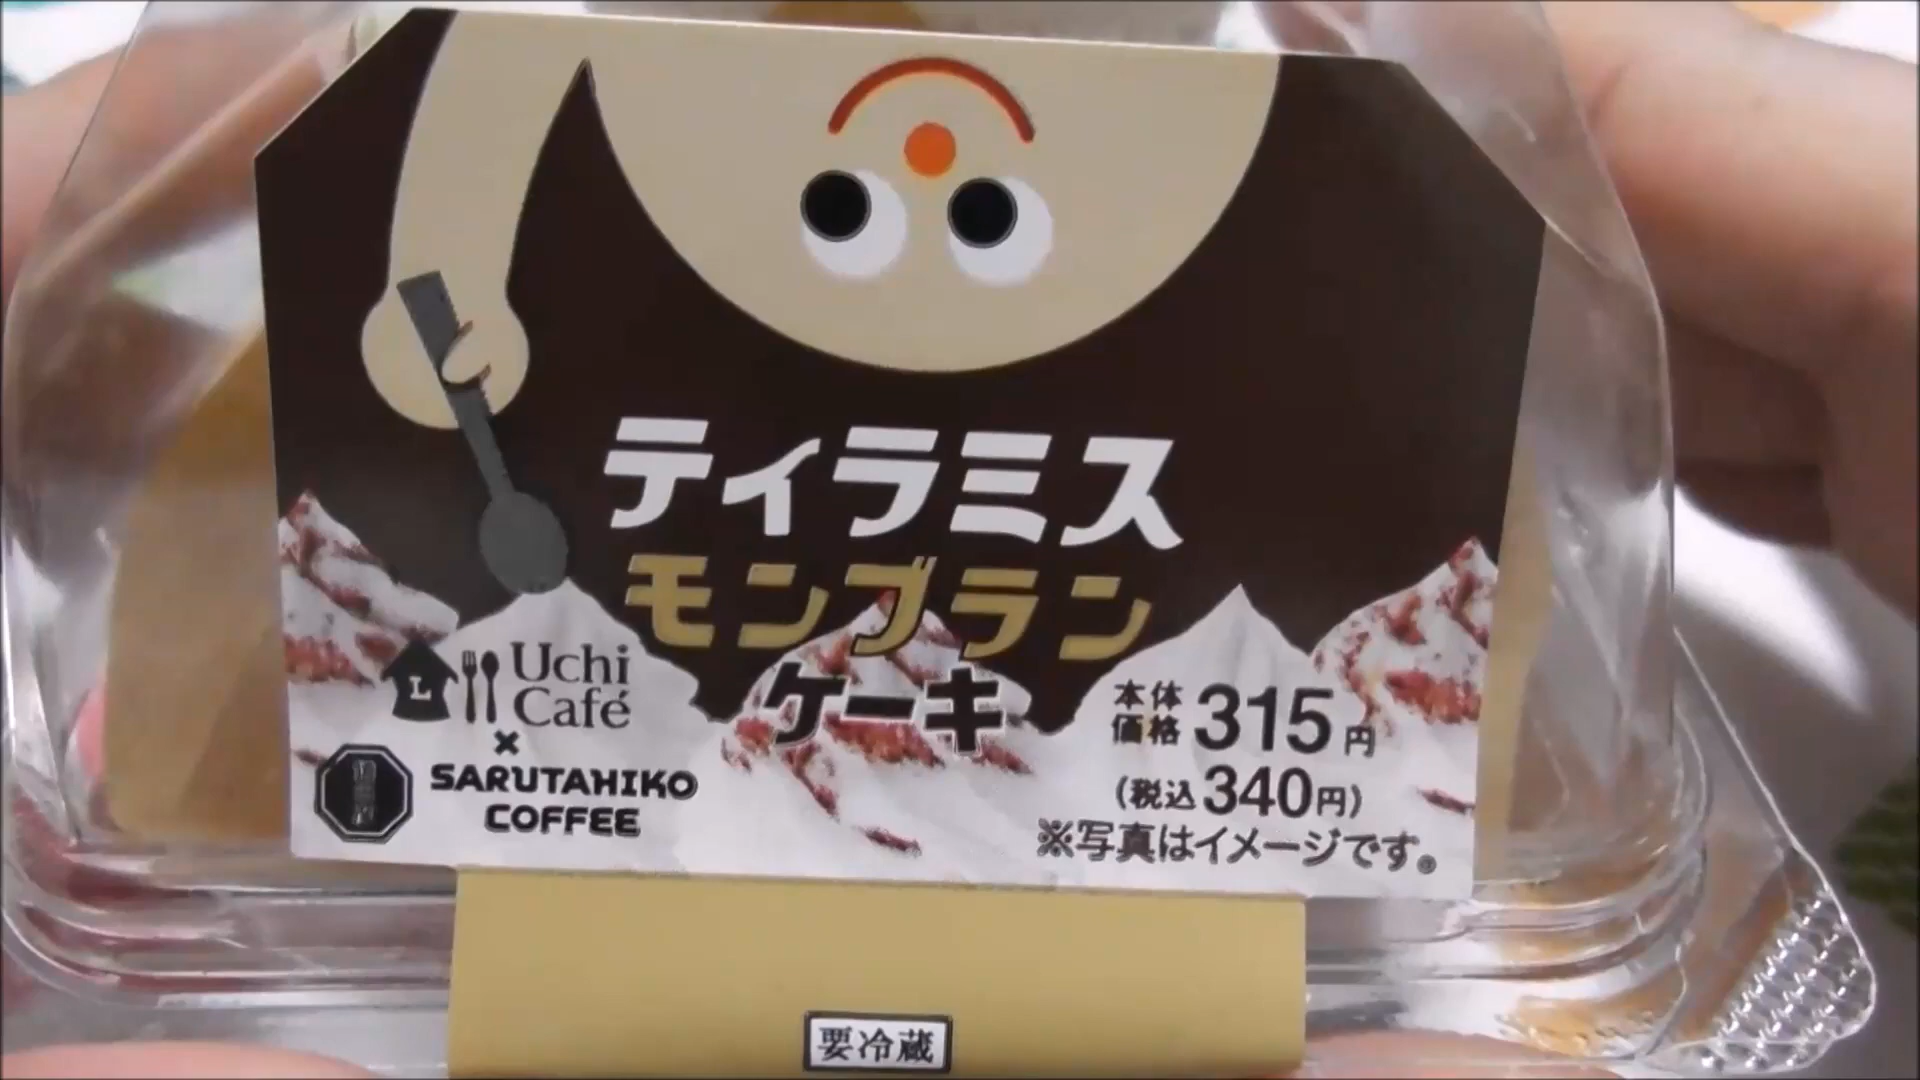 ティラミス
モンブラン
ケーキ
L Uchi
Café
×
SARUTAHIKO
COFFEE
本体
価格 315円
(税込340円)
※写真はイメージです。
要冷蔵